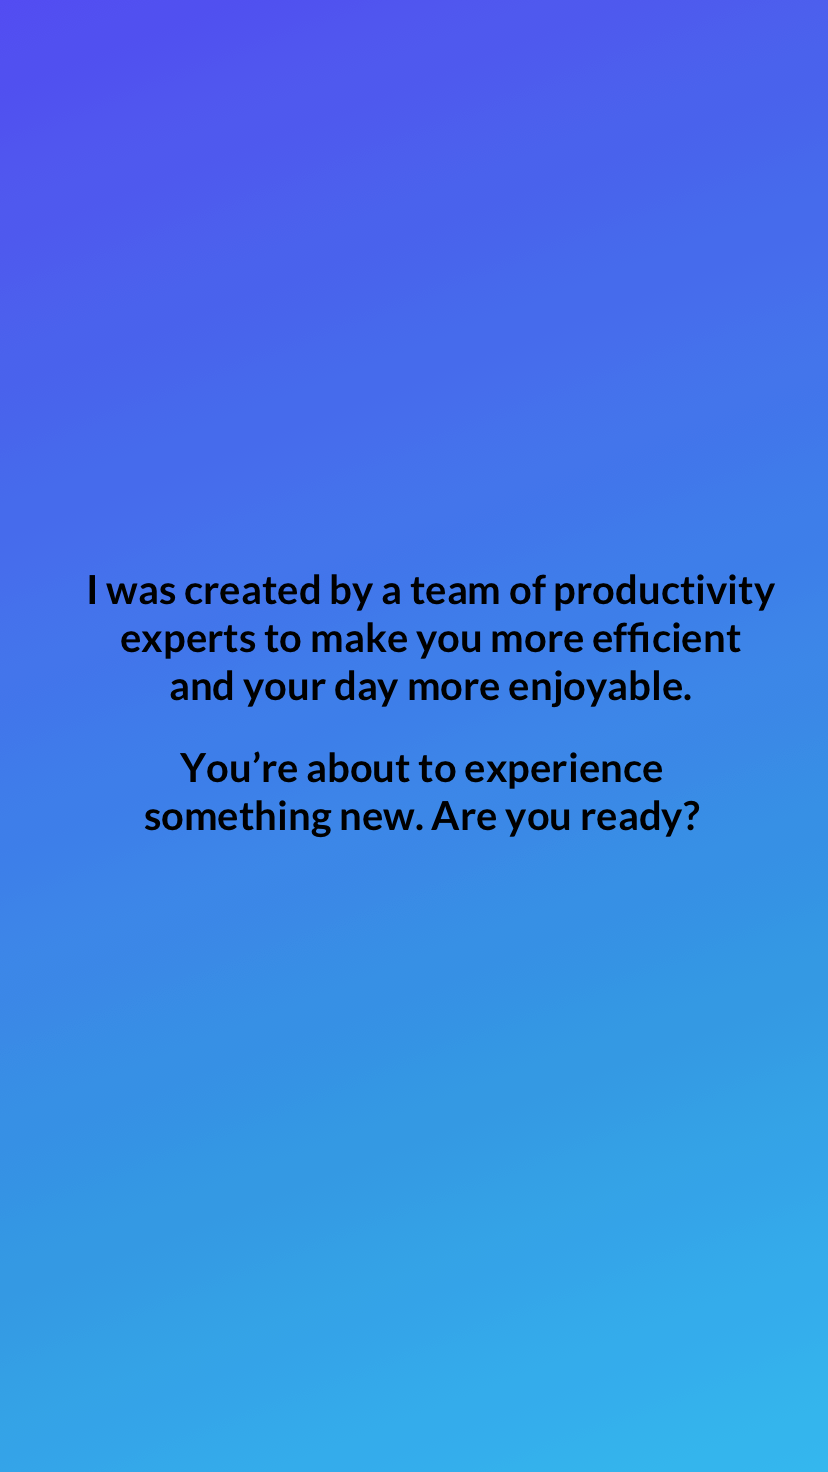 I was created by a team of productivity
experts to make you more efficient
and your day more enjoyable.
You’re about to experience
something new. Are you ready?